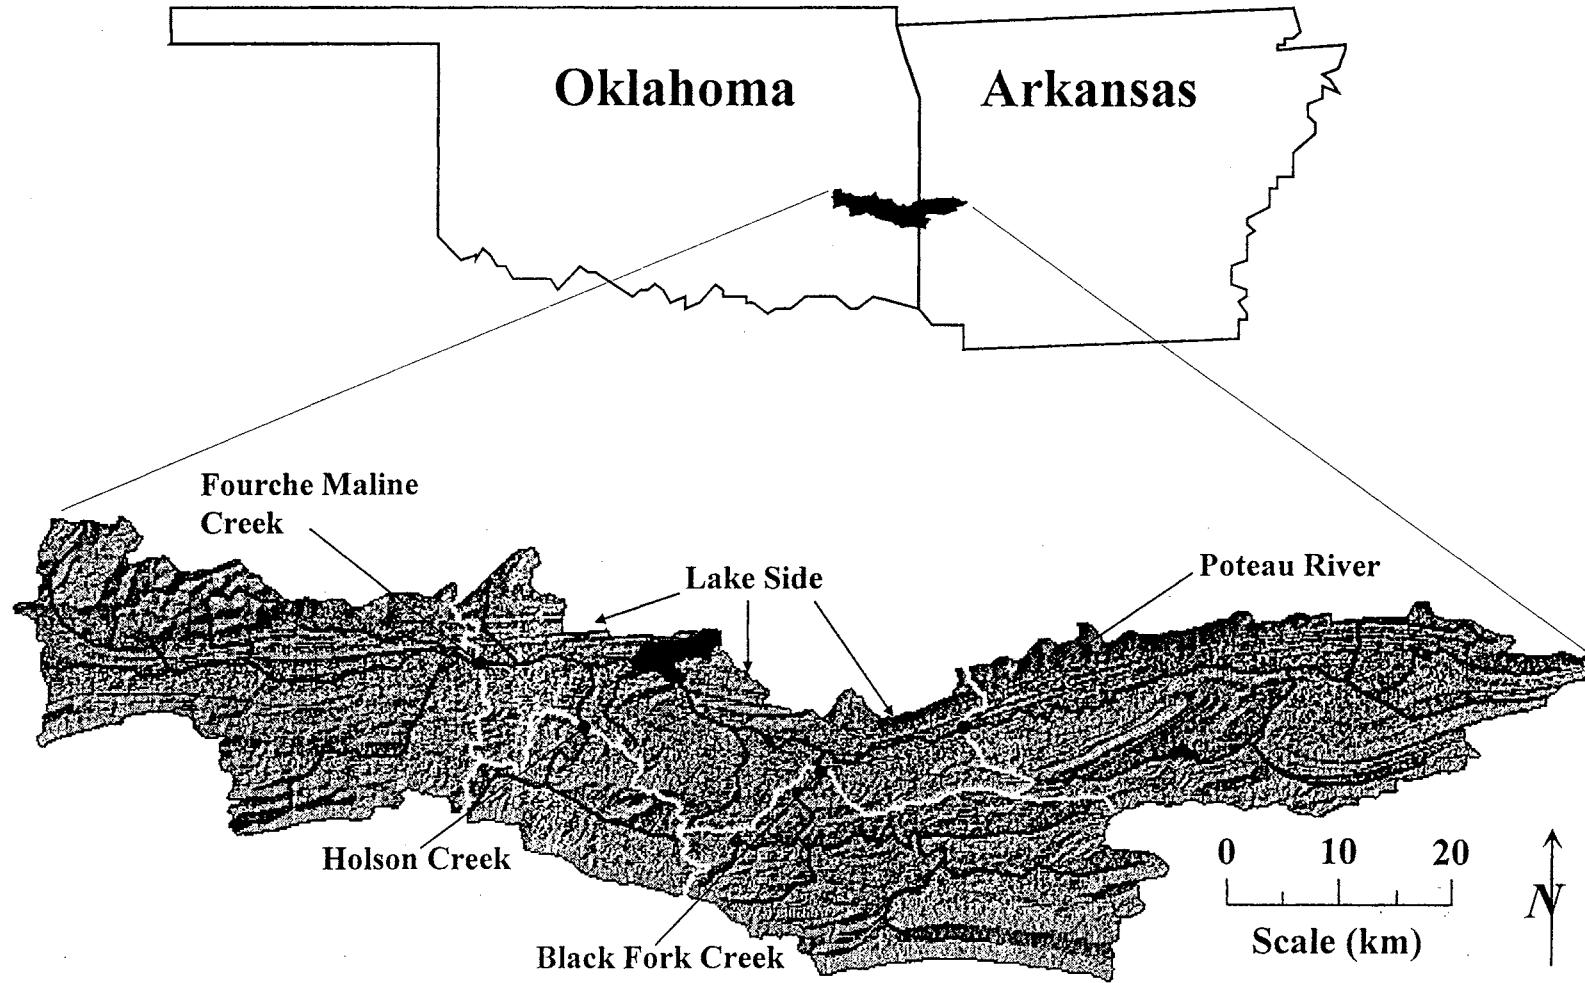 Oklahoma
Arkansas
Fourche Maline
Creek
Lake Side
Poteau River
Holson Creek
Black Fork Creek
0 10 20
Scale (km)
N